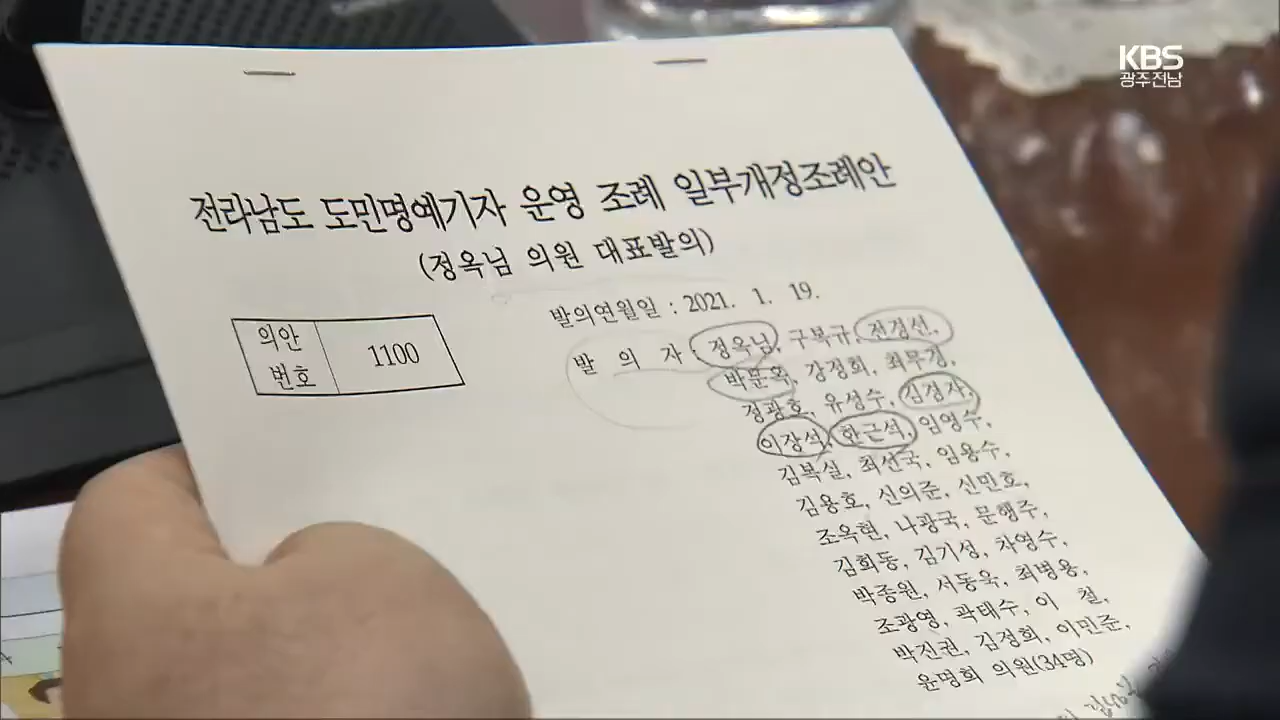 KBS
광주전남
전라남도 도민명예기자 운영 조례 일부개정조례안
(정옥님 의원 대표발의)
의안
번호
1100
발의연월일 : 2021. 1. 19.
발 의 자 : 정옥님, 구복규, 전경선,
박문옥, 강정희, 최무경,
정광호, 유성수, 김경자,
이장석, 한근석, 임영수,
김복실, 최선국, 임용수,
김용호, 신의준, 신민호,
조옥현, 나광국, 문행주,
김회동, 김기성, 차영수,
박종원, 서동욱, 최병용,
조광영, 곽태수, 이 철,
박진권, 김정희, 이민준,
윤명희 의원(34명)